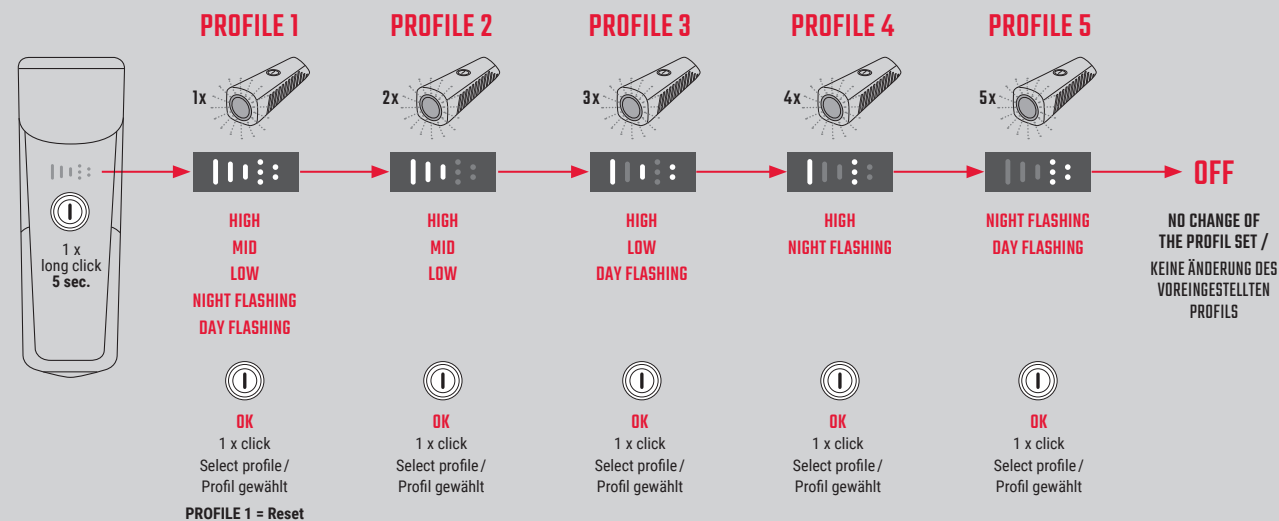 PROFILE 1
PROFILE 2
PROFILE 3
PROFILE 4
PROFILE 5
1x
2x
3x
4x
5x
1 x
long click
5 sec.
HIGH
MID
LOW
NIGHT FLASHING
DAY FLASHING
HIGH
MID
LOW
HIGH
LOW
DAY FLASHING
HIGH
NIGHT FLASHING
NIGHT FLASHING
DAY FLASHING
OFF
NO CHANGE OF
THE PROFIL SET /
KEINE ÄNDERUNG DES
VOREINGESTELLTEN
PROFILS
OK
1 x click
Select profile /
Profil gewählt
PROFILE 1 = Reset
OK
1 x click
Select profile /
Profil gewählt
OK
1 x click
Select profile /
Profil gewählt
OK
1 x click
Select profile /
Profil gewählt
OK
1 x click
Select profile /
Profil gewählt